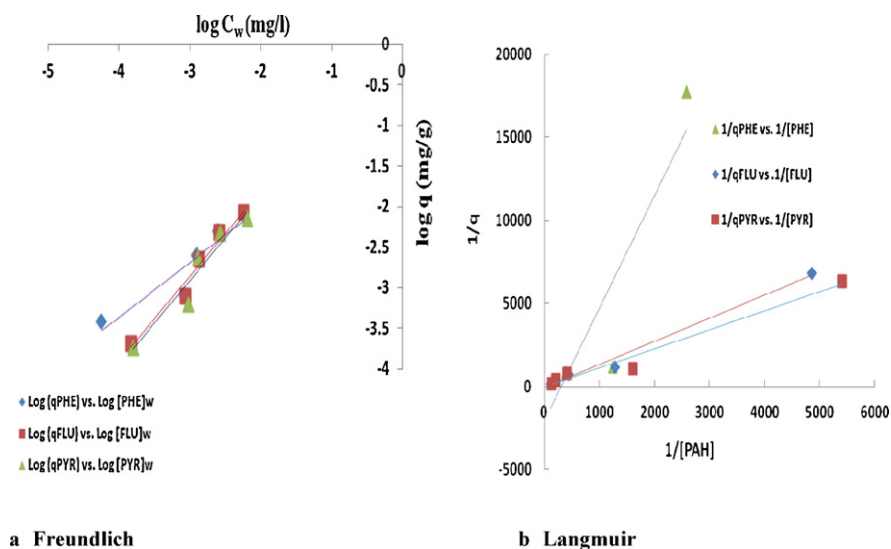 log C_w (mg/l)
-5 -4 -3 -2 -1 0
0
-0.5
-1
-1.5
-2
-2.5
-3
-3.5
-4
log q (mg/g)
Log (qPHE) vs. Log [PHE]w
Log (qFLU) vs. Log [FLU]w
Log (qPYR) vs. Log [PYR]w
a Freundlich
20000
15000
10000
5000
0
-5000
1/q
1/qPHE vs. 1/[PHE]
1/qFLU vs .1/[FLU]
1/qPYR vs. 1/[PYR]
0 1000 2000 3000 4000 5000 6000
1/[PAH]
b Langmuir